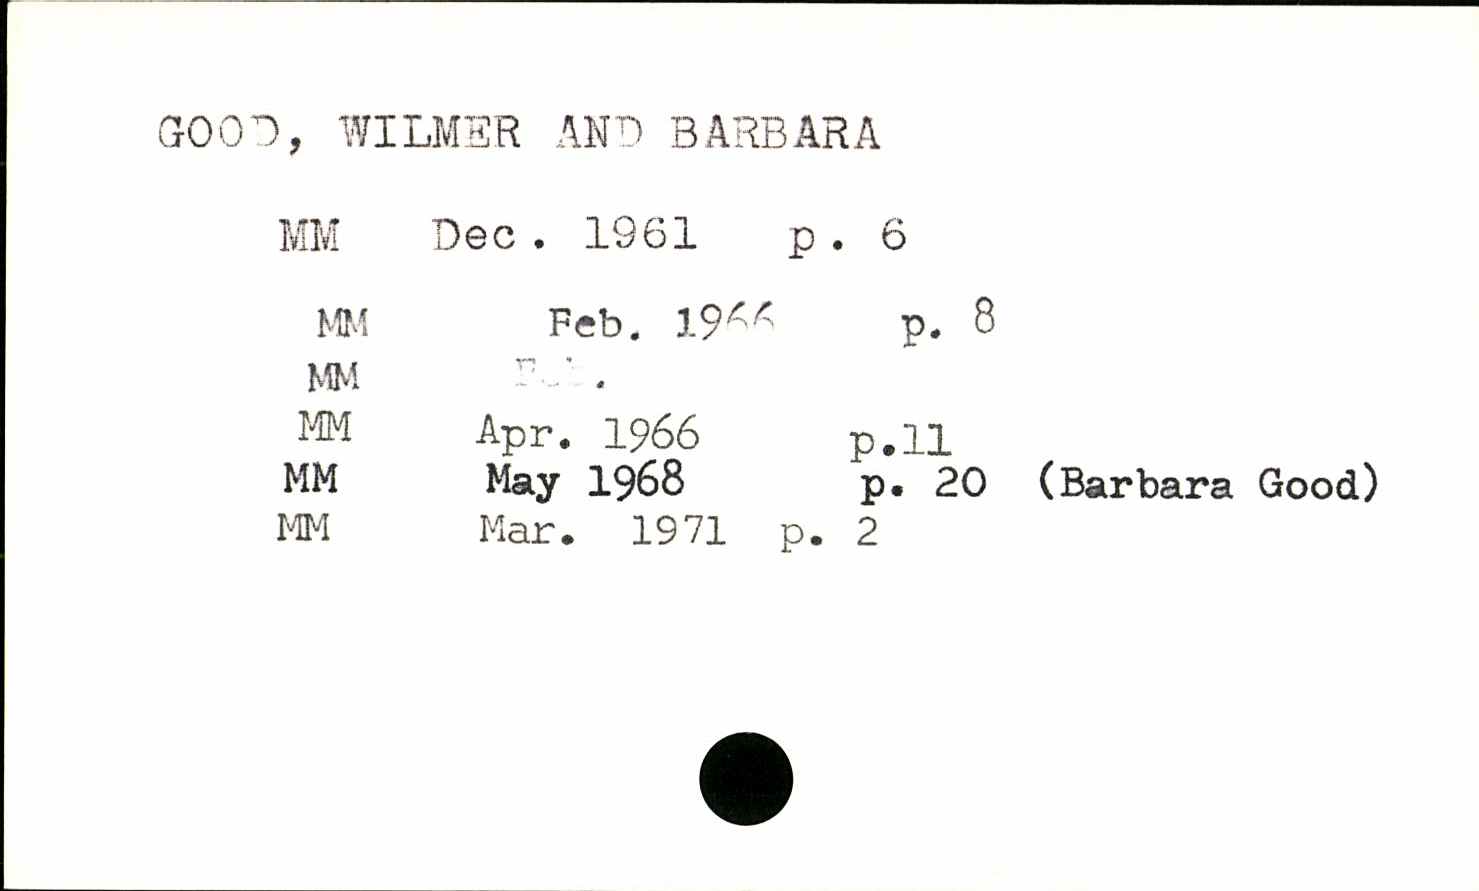 GOOD, WILMER AND BARBARA
MM Dec. 1961 p. 6
MM Feb. 1966 p. 8
MM Feb.
MM Apr. 1966 p.11
MM May 1968 p. 20 (Barbara Good)
MM Mar. 1971 p. 2